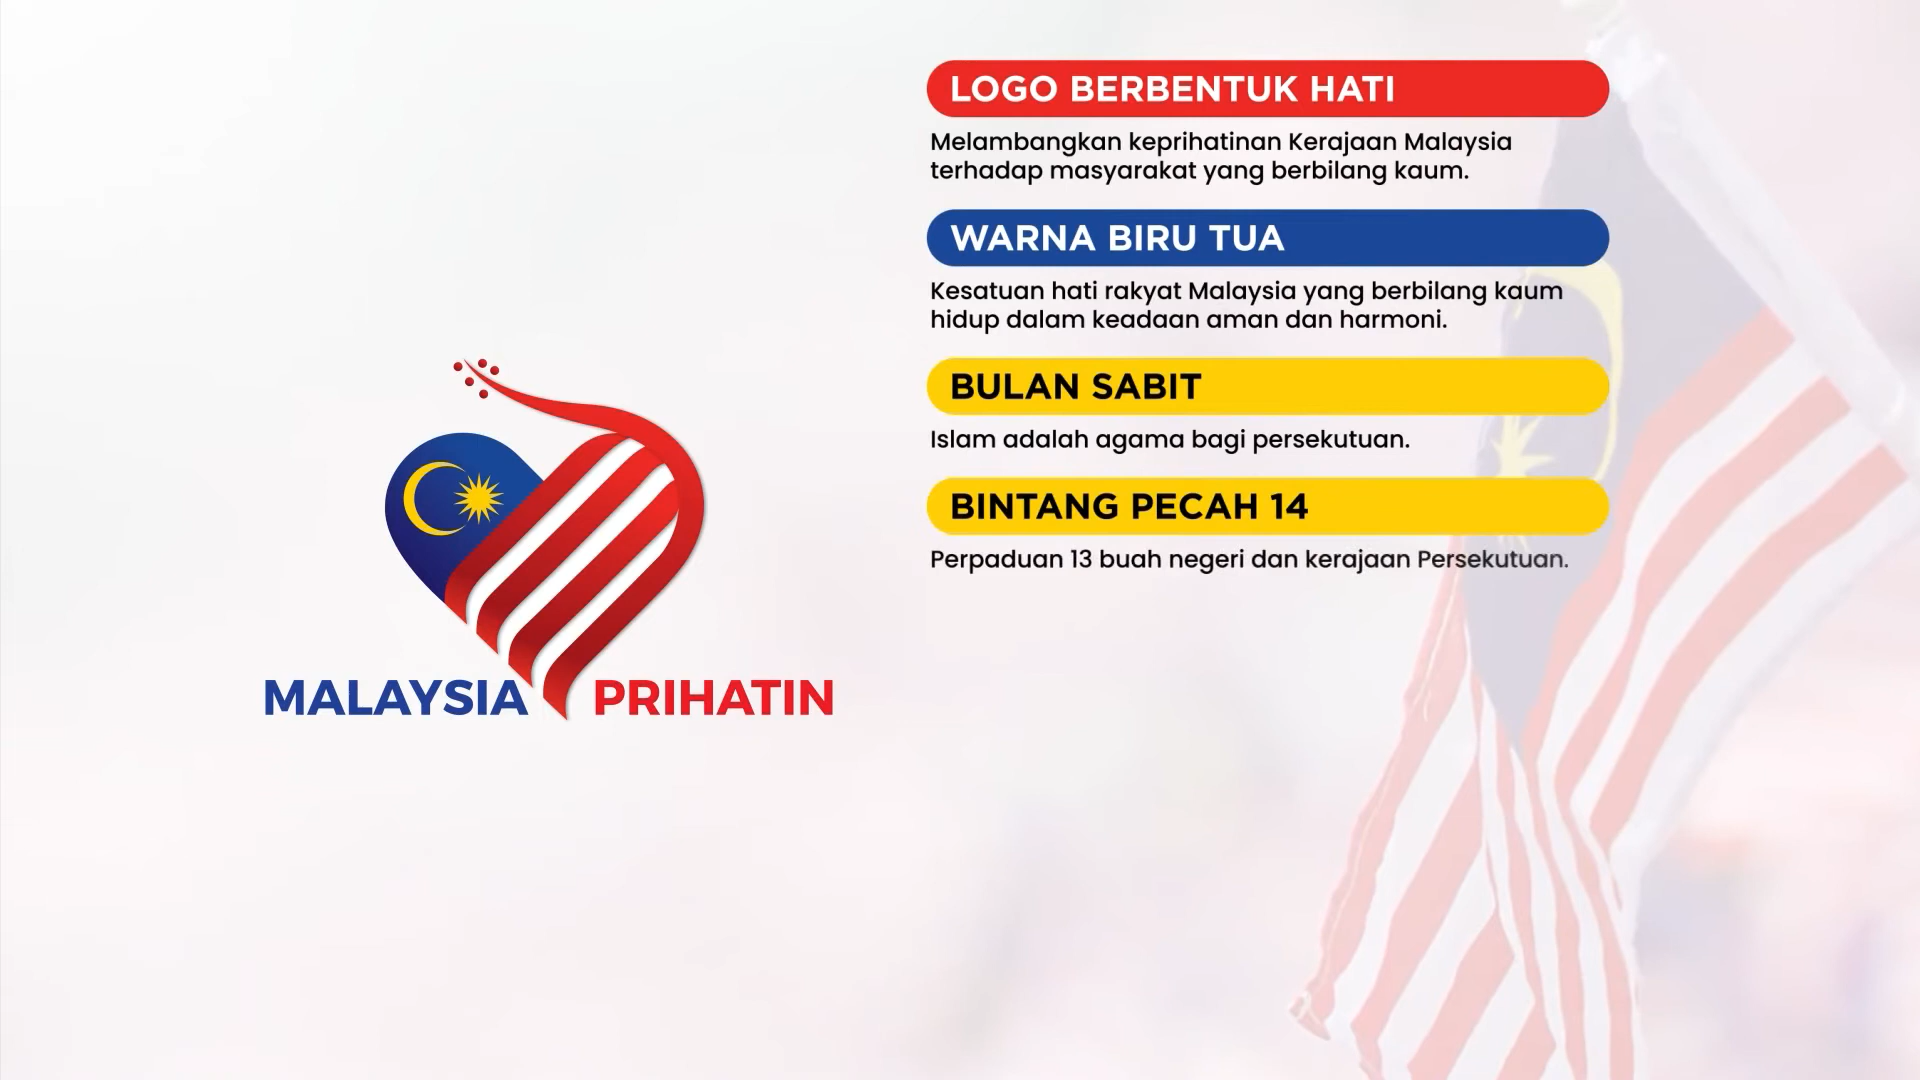 LOGO BERBENTUK HATI
Melambangkan keprihatinan Kerajaan Malaysia
terhadap masyarakat yang berbilang kaum.
WARNA BIRU TUA
Kesatuan hati rakyat Malaysia yang berbilang kaum
hidup dalam keadaan aman dan harmoni.
BULAN SABIT
Islam adalah agama bagi persekutuan.
BINTANG PECAH 14
Perpaduan 13 buah negeri dan kerajaan Persekutuan.
MALAYSIA PRIHATIN